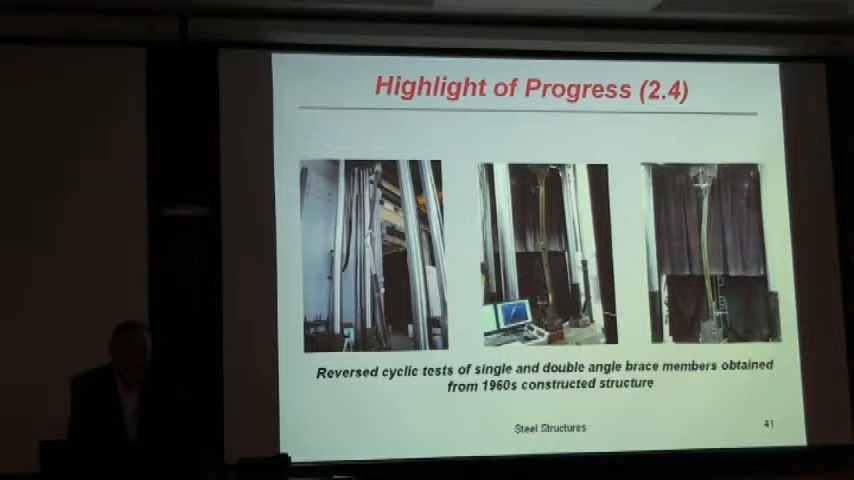 Highlight of Progress (2.4)
Reversed cyclic tests of single and double angle brace members obtained
from 1960s constructed structure
Steel Structures
41